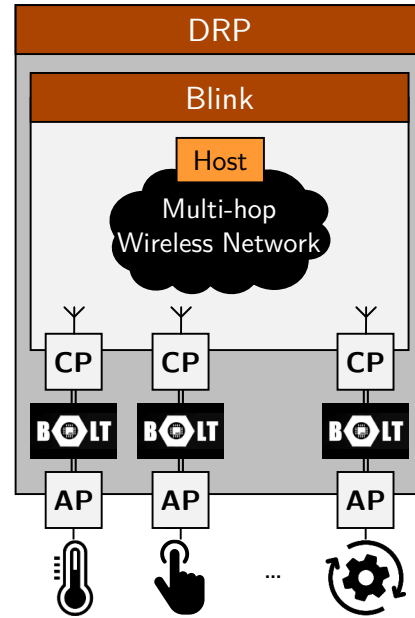 DRP
Blink
Host
Multi-hop
Wireless Network
CP CP CP
BOLT BOLT BOLT
AP AP AP
...